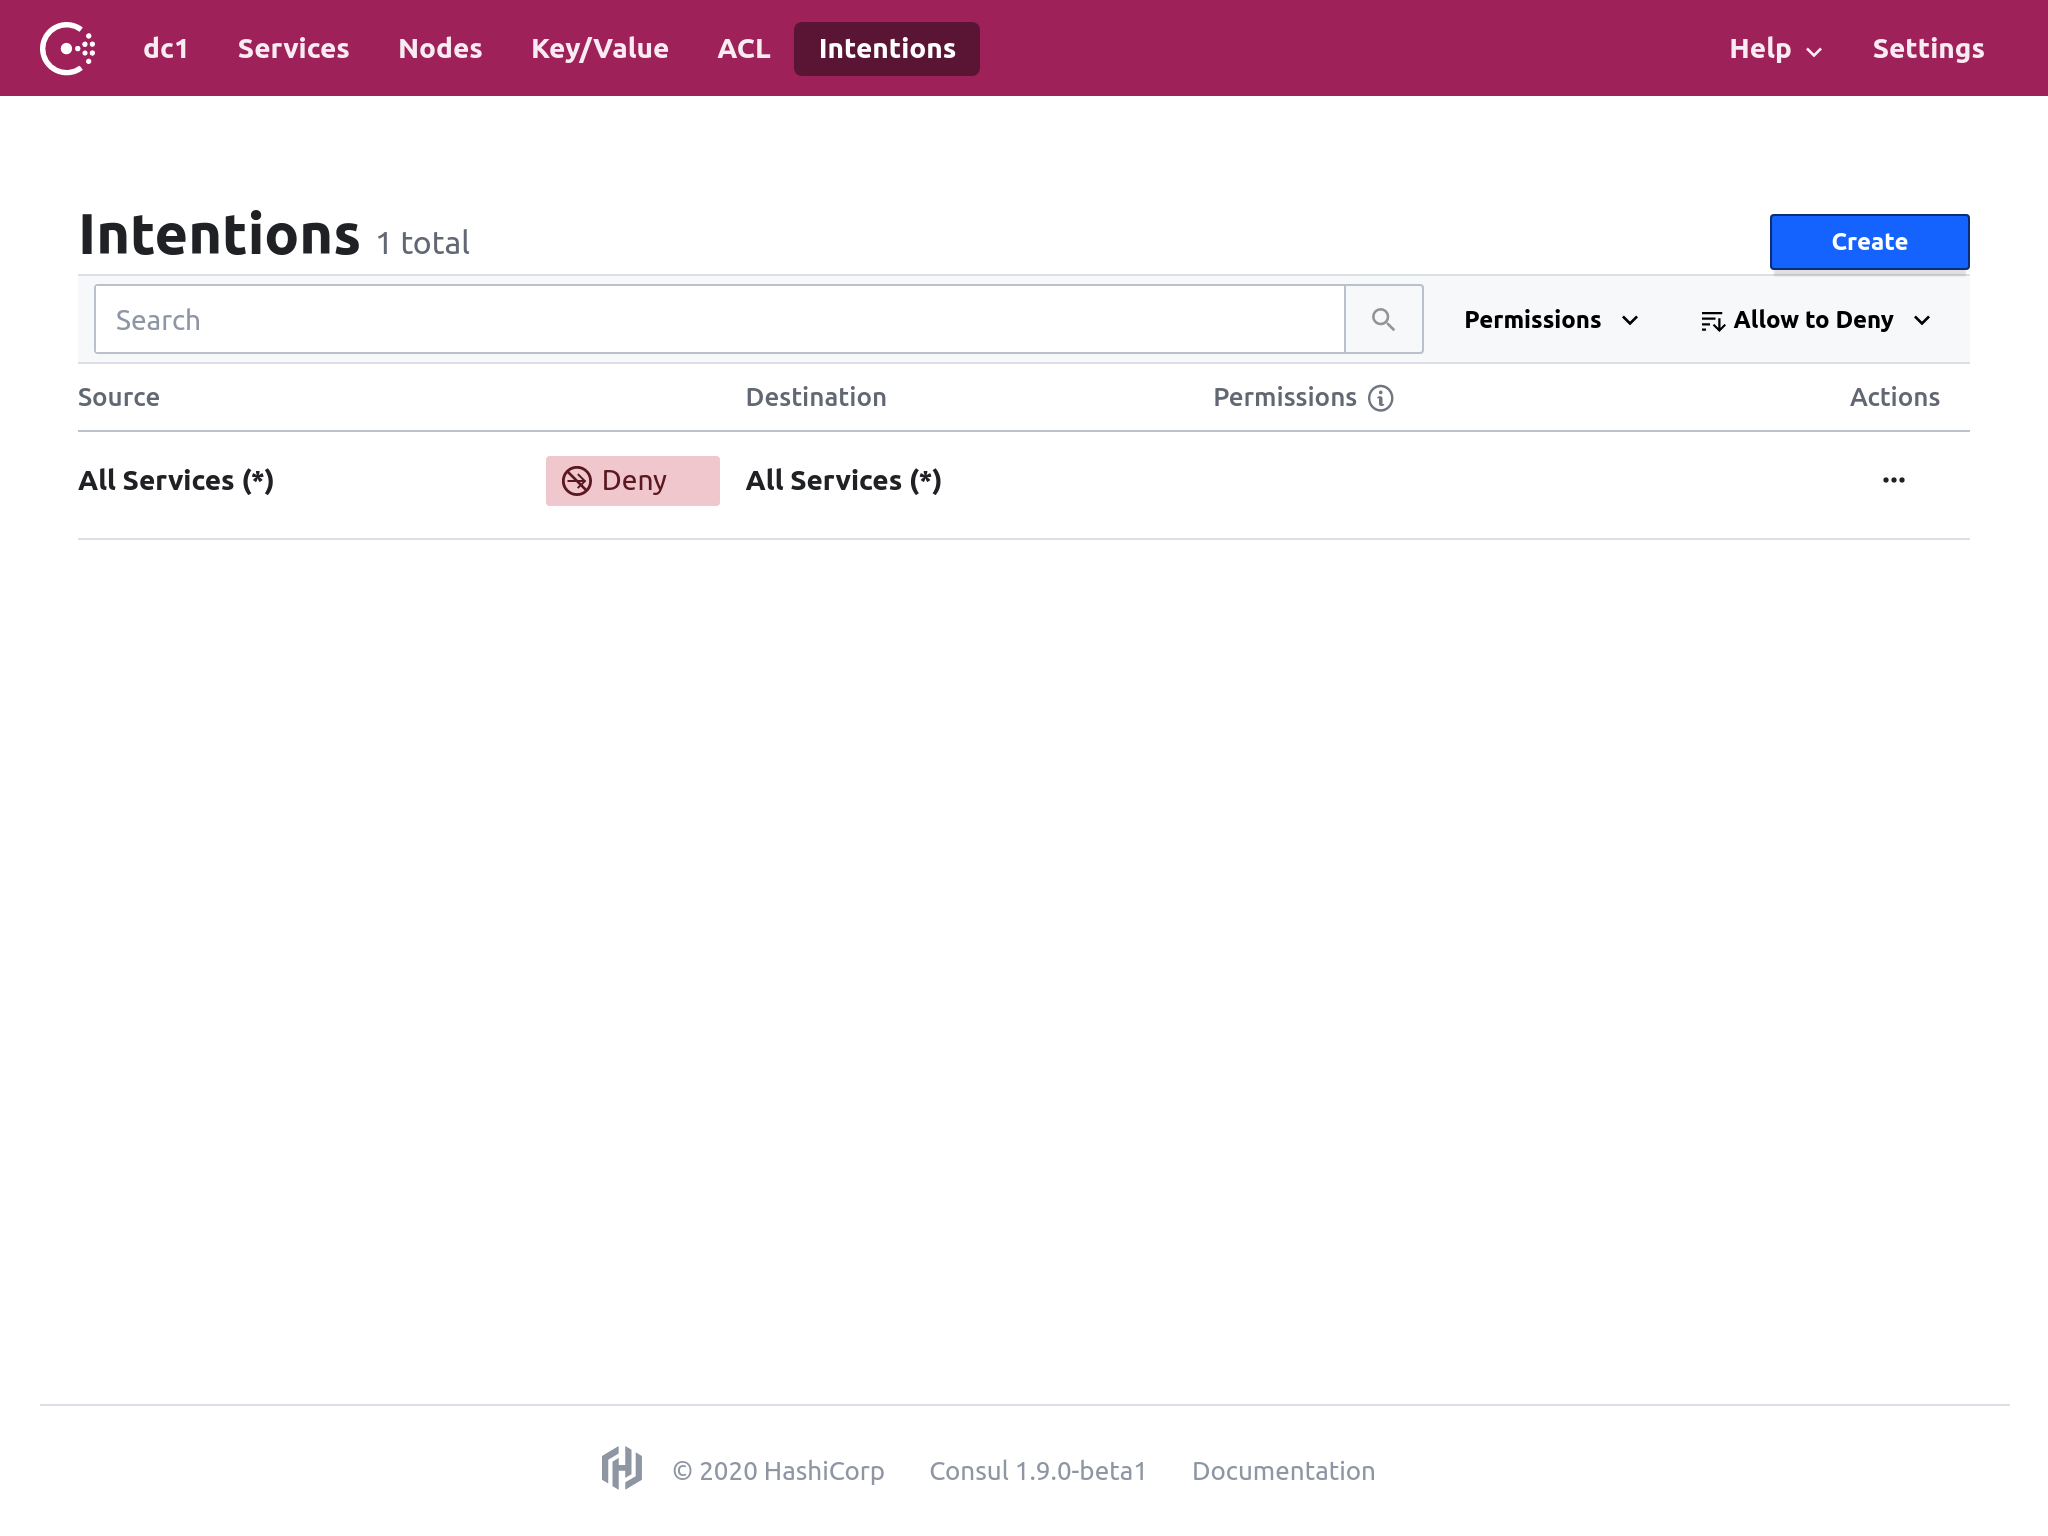 dc1 Services Nodes Key/Value ACL Intentions Help Settings
Intentions 1 total
Create
Search Permissions Allow to Deny
Source Destination Permissions Actions
All Services (*) Deny All Services (*)
© 2020 HashiCorp Consul 1.9.0-beta1 Documentation